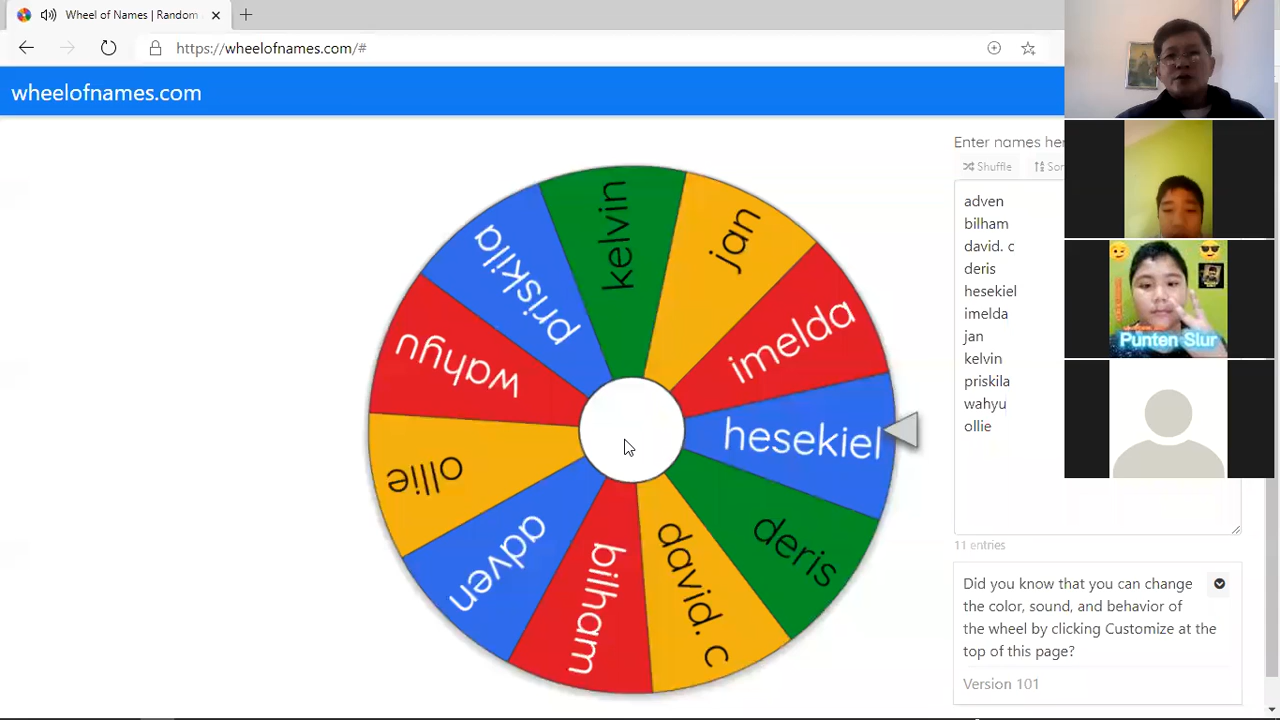 Wheel of Names | Random
https://wheelofnames.com/#
wheelofnames.com
Enter names her
Shuffle
Sor
adven
bilham
david. c
deris
hesekiel
imelda
jan
kelvin
priskila
wahyu
ollie
11 entries
Did you know that you can change
the color, sound, and behavior of
the wheel by clicking Customize at the
top of this page?
Version 101
kelvin
jan
imelda
hesekiel
deris
david. c
bilham
adven
ollie
wahyu
priskila
Punten Slur